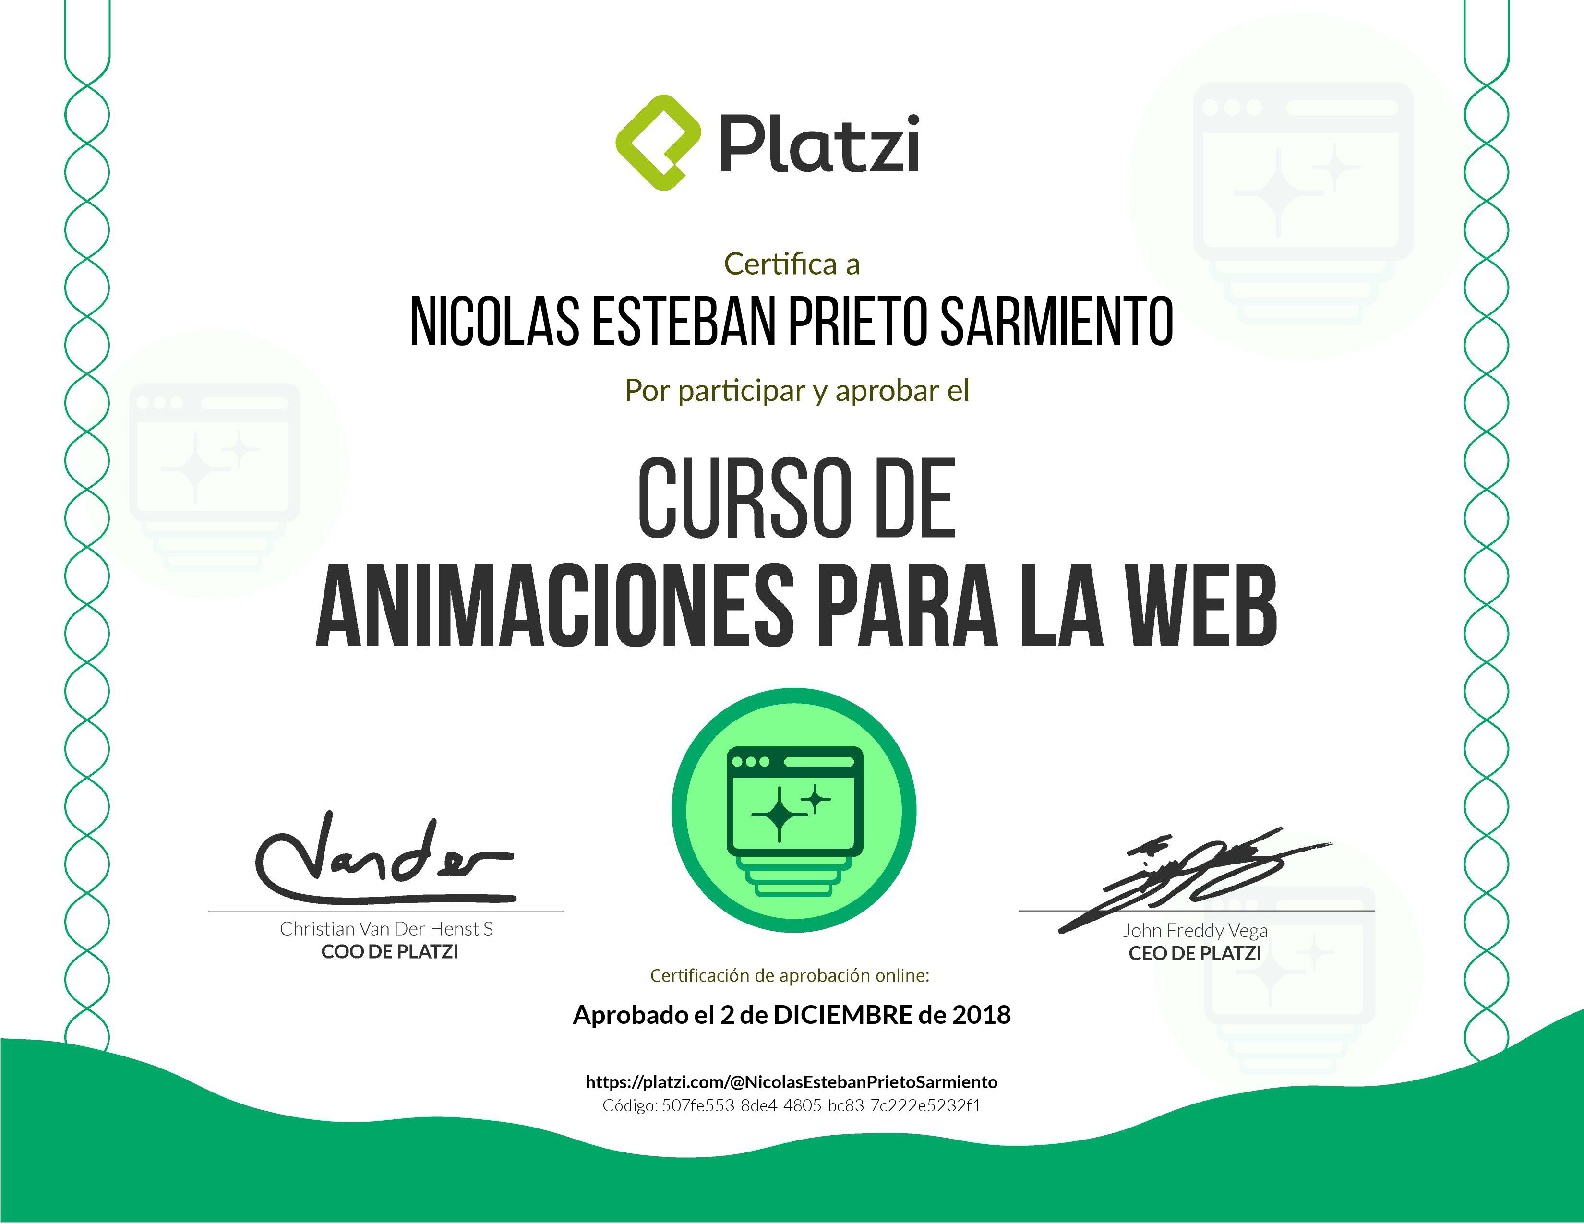 Platzi
Certifica a
NICOLAS ESTEBAN PRIETO SARMIENTO
Por participar y aprobar el
CURSO DE
ANIMACIONES PARA LA WEB
Vander
Christian Van Der Henst S
COO DE PLATZI
John Freddy Vega
CEO DE PLATZI
Certificación de aprobación online:
Aprobado el 2 de DICIEMBRE de 2018
https://platzi.com/@NicolasEstebanPrietoSarmiento
Código: 507fe553-8de4-4805-bc83-7c222e5232f1